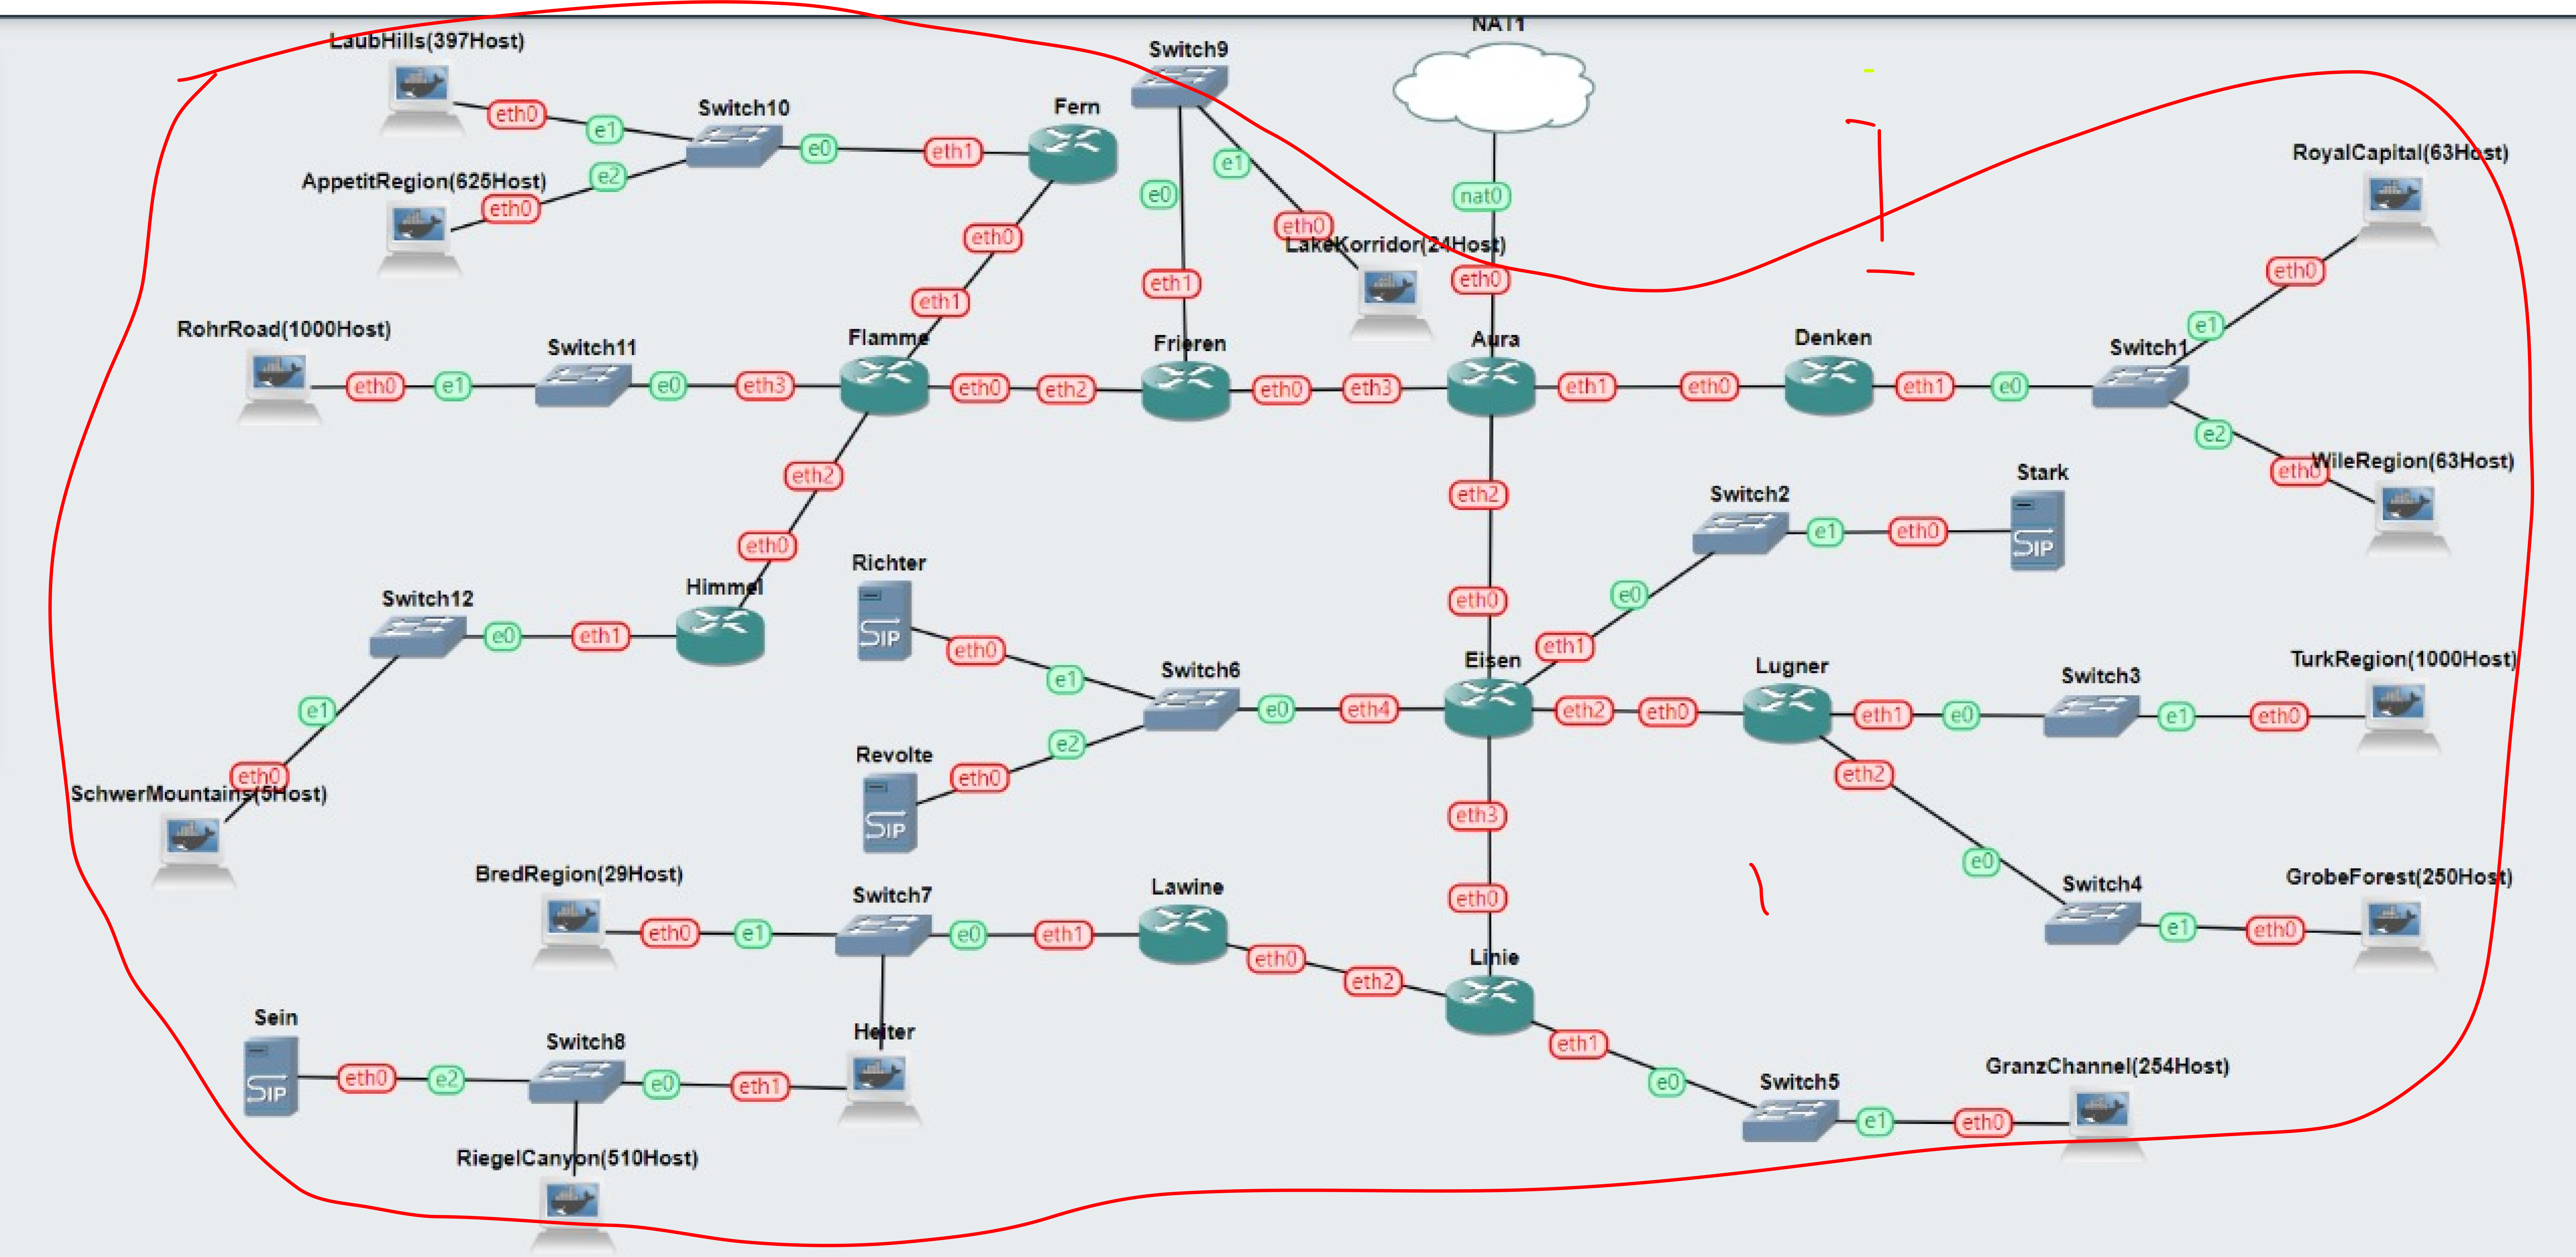 NAT1
LaubHills(397Host)
Switch9
eth0
e1
Switch10
Fern
e0
eth1
AppetitRegion(625Host)
e2
eth0
e0
e1
nat0
RoyalCapital(63Host)
eth0
eth0
LakeKorridor(24Host)
eth1
eth0
eth0
eth1
e1
RohrRoad(1000Host)
Switch11
Flamme
Frieren
Aura
Denken
Switch1
eth0
e1
e0
eth3
eth0
eth2
eth0
eth3
eth1
eth0
eth1
e0
e2
eth0
WileRegion(63Host)
eth2
eth2
Switch2
Stark
e1
eth0
SIP
eth0
Richter
Switch12
Himmel
e0
eth0
SIP
e0
eth1
eth0
e1
Switch6
Eisen
eth1
Lugner
Switch3
TurkRegion(1000Host)
e1
e0
eth4
eth2
eth0
eth1
e0
e1
eth0
Revolte
e2
eth0
SIP
eth0
SchwerMountains(5Host)
eth3
eth2
e0
BredRegion(29Host)
Switch7
Lawine
eth0
Switch4
GrobeForest(250Host)
eth0
e1
e0
eth1
eth0
eth2
Linie
e1
eth0
Sein
Switch8
Heiter
eth1
SIP
eth0
e2
e0
eth1
e0
Switch5
GranzChannel(254Host)
e1
eth0
RiegelCanyon(510Host)